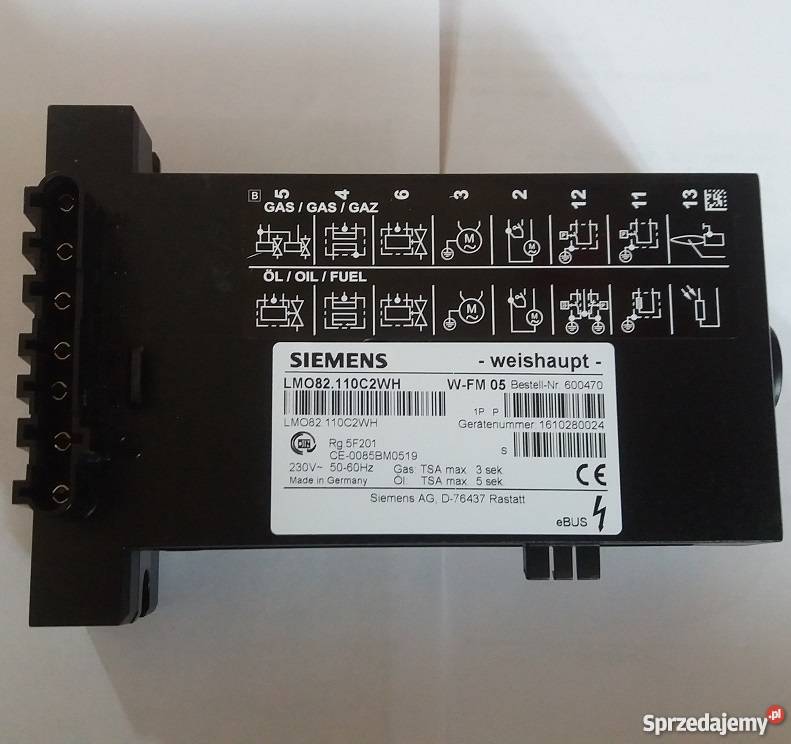 B 5 4 6 3 2 12 11 13
GAS / GAS / GAZ
M M P P
ÖL / OIL / FUEL
M M P P
SIEMENS - weishaupt -
LMO82.110C2WH W-FM 05 Bestell-Nr. 600470
1P P
LMO82.110C2WH Gerätenummer: 1610280024
DIN Rg 5F201 S
CE-0085BM0519
230V~ 50-60Hz Gas: TSA max. 3 sek
Made in Germany Öl: TSA max. 5 sek
CE
Siemens AG, D-76437 Rastatt
eBUS
Sprzedajemy.pl